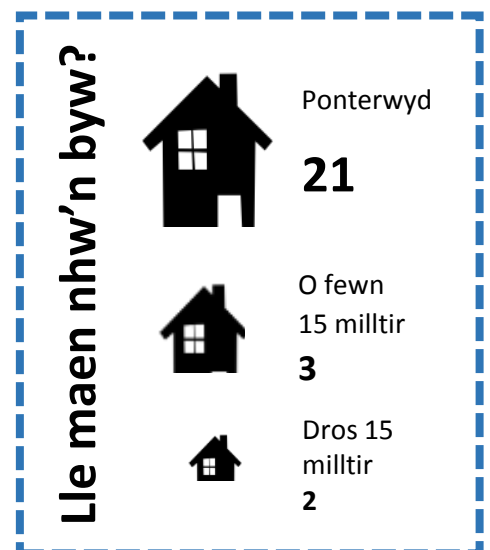 Lle maen nhw'n byw?
Ponterwyd
21
O fewn
15 milltir
3
Dros 15
milltir
2